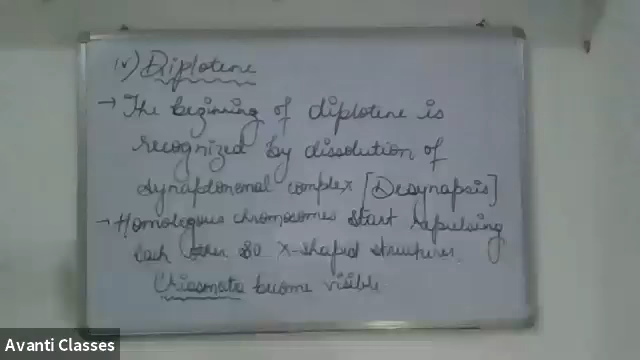 iv) Diplotene
→ The beginning of diplotene is
recognized by dissolution of
synaptonemal complex [Desynapsis]
→ Homologous chromosomes start repulsing
each other so X-shaped structures
Chiasmata become visible
Avanti Classes